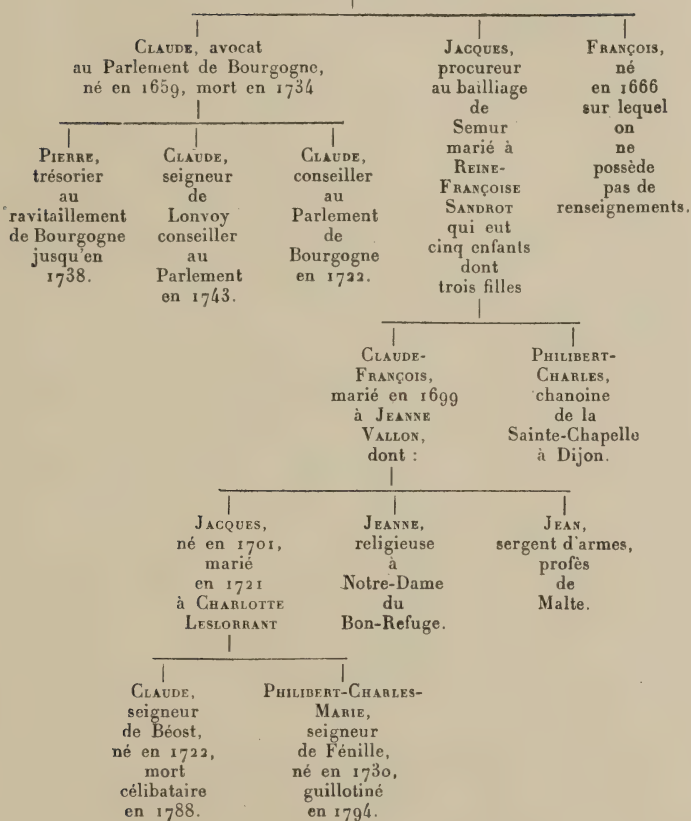 CLAUDE, avocat
au Parlement de Bourgogne,
né en 1659, mort en 1734
JACQUES,
procureur
au bailliage
de
Semur
marié à
REINE-
FRANÇOISE
SANDROT
qui eut
cinq enfants
dont
trois filles
FRANÇOIS,
né
en 1666
sur lequel
on
ne
possède
pas de
renseignements.
PIERRE,
trésorier
au
ravitaillement
de Bourgogne
jusqu'en
1738.
CLAUDE,
seigneur
de
Lonvoy
conseiller
au
Parlement
en 1743.
CLAUDE,
conseiller
au
Parlement
de
Bourgogne
en 1722.
CLAUDE-
FRANÇOIS,
marié en 1699
à JEANNE
VALLON,
dont :
PHILIBERT-
CHARLES,
chanoine
de la
Sainte-Chapelle
à Dijon.
JACQUES,
né en 1701,
marié
en 1721
à CHARLOTTE
LESLORRANT
JEANNE,
religieuse
à
Notre-Dame
du
Bon-Refuge.
JEAN,
sergent d'armes,
profès
de
Malte.
CLAUDE,
seigneur
de Béost,
né en 1722,
mort
célibataire
en 1788.
PHILIBERT-CHARLES-
MARIE,
seigneur
de Fénille,
né en 1730,
guillotiné
en 1794.